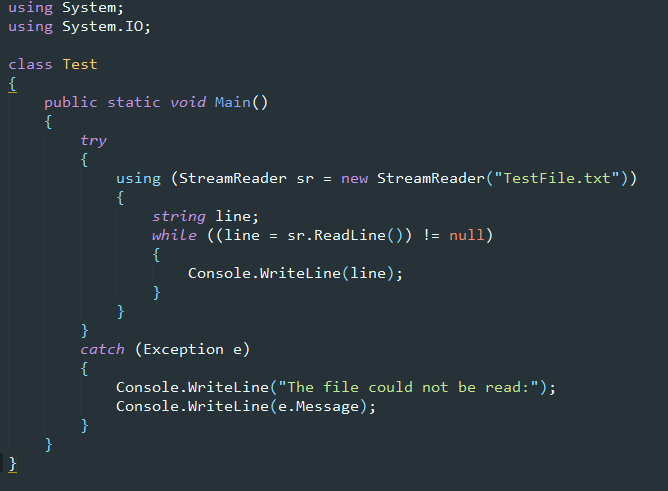 using System;
using System.IO;

class Test
{
    public static void Main()
    {
        try
        {
            using (StreamReader sr = new StreamReader("TestFile.txt"))
            {
                string line;
                while ((line = sr.ReadLine()) != null)
                {
                    Console.WriteLine(line);
                }
            }
        }
        catch (Exception e)
        {
            Console.WriteLine("The file could not be read:");
            Console.WriteLine(e.Message);
        }
    }
}